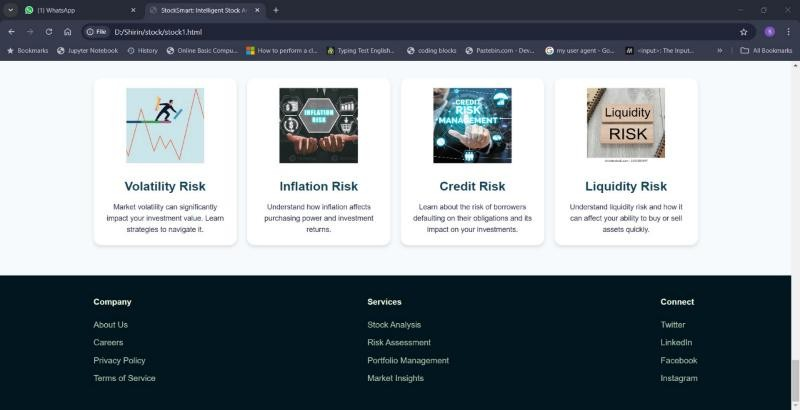 (1) WhatsApp
StockSmart: Intelligent Stock A
File D:/Shirin/stock/stock1.html
Bookmarks Jupyter Notebook History Online Basic Compu... How to perform a cl... Typing Test English... coding blocks Pastebin.com - Dev... my user agent - Go... <input>: The Input... » All Bookmarks
INFLATION
RISK
CREDIT
RISK
MANAGEMENT
Liquidity
RISK
Volatility Risk
Inflation Risk
Credit Risk
Liquidity Risk
Market volatility can significantly
impact your investment value. Learn
strategies to navigate it.
Understand how inflation affects
purchasing power and investment
returns.
Learn about the risk of borrowers
defaulting on their obligations and its
impact on your investments.
Understand liquidity risk and how it
can affect your ability to buy or sell
assets quickly.
Company
About Us
Careers
Privacy Policy
Terms of Service
Services
Stock Analysis
Risk Assessment
Portfolio Management
Market Insights
Connect
Twitter
LinkedIn
Facebook
Instagram